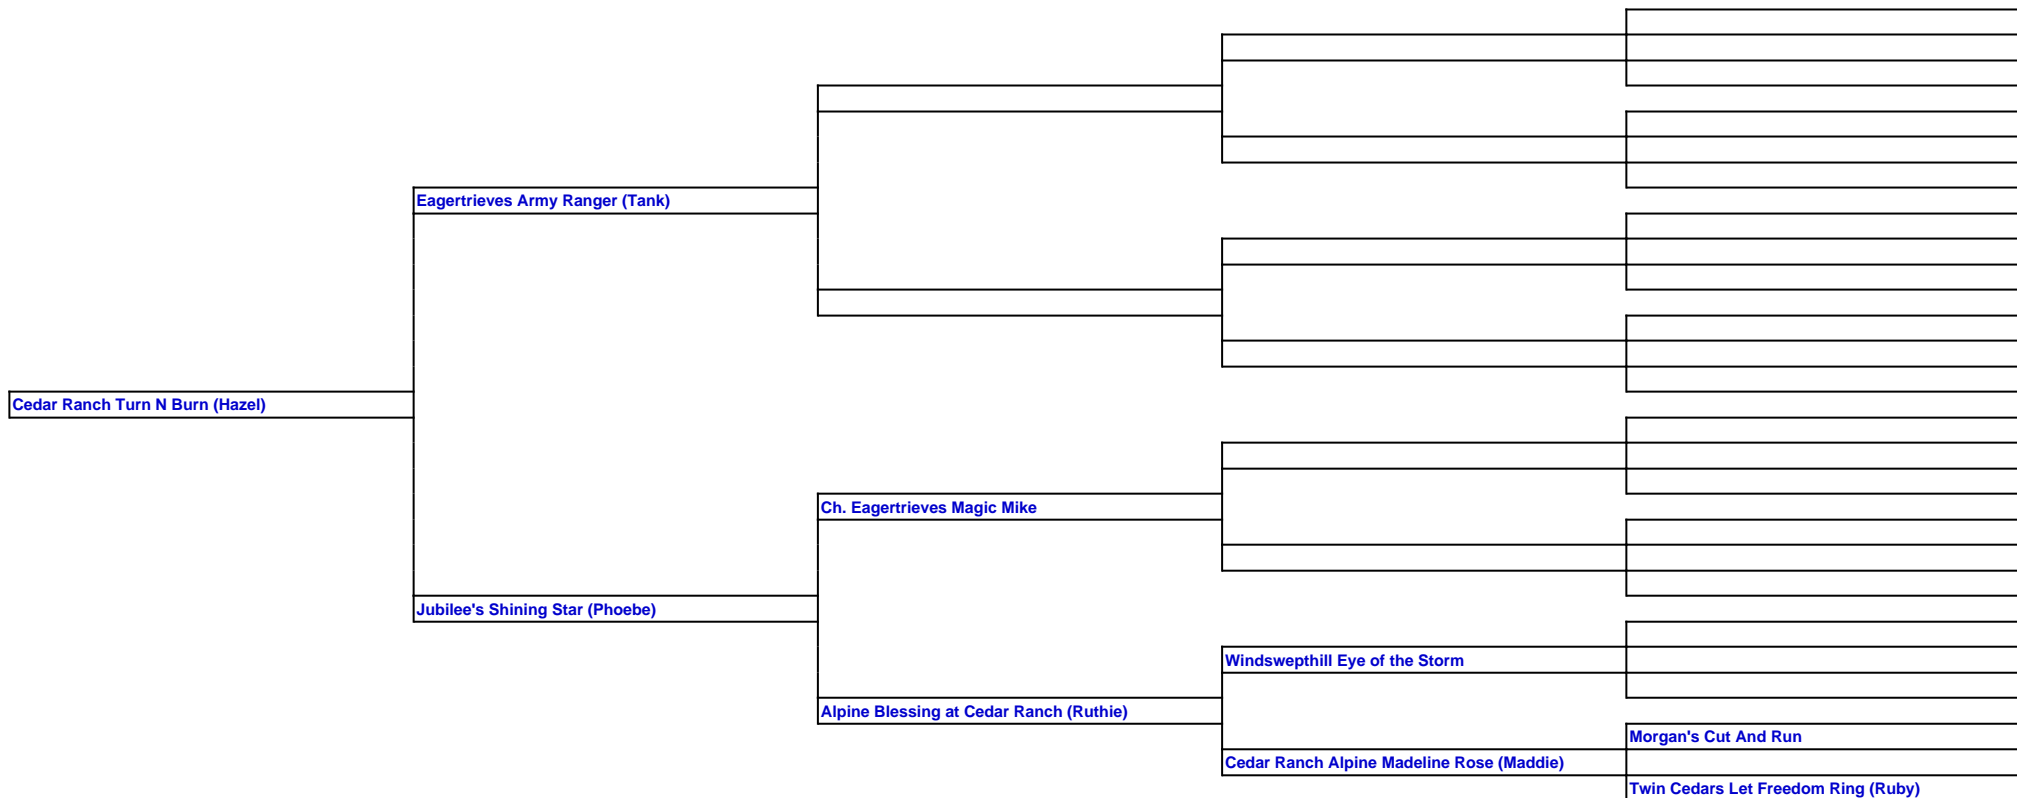 Eagertrieves Army Ranger (Tank)
Cedar Ranch Turn N Burn (Hazel)
Ch. Eagertrieves Magic Mike
Jubilee's Shining Star (Phoebe)
Windswepthill Eye of the Storm
Alpine Blessing at Cedar Ranch (Ruthie)
Morgan's Cut And Run
Cedar Ranch Alpine Madeline Rose (Maddie)
Twin Cedars Let Freedom Ring (Ruby)